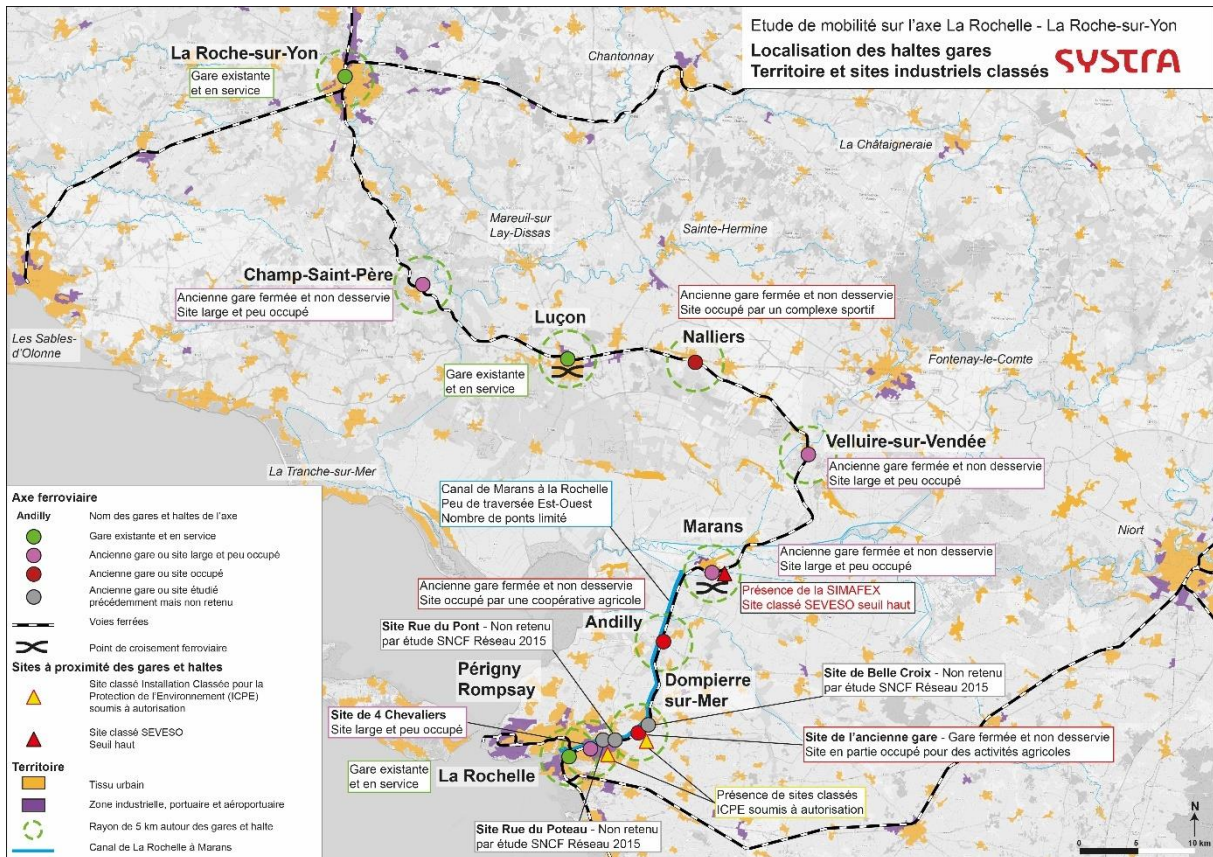 Etude de mobilité sur l'axe La Rochelle - La Roche-sur-Yon
Localisation des haltes gares
Territoire et sites industriels classés
SYSTRA
La Roche-sur-Yon
Gare existante
et en service
Chantonnay
La Châtaigneraie
Mareuil-sur
Lay-Dissas
Sainte-Hermine
Champ-Saint-Père
Ancienne gare fermée et non desservie
Site large et peu occupé
Ancienne gare fermée et non desservie
Site occupé par un complexe sportif
Luçon
Nalliers
Les Sables-
d'Olonne
Gare existante
et en service
Fontenay-le-Comte
Velluire-sur-Vendée
Ancienne gare fermée et non desservie
Site large et peu occupé
La Tranche-sur-Mer
Canal de Marans à la Rochelle
Peu de traversée Est-Ouest
Nombre de ponts limité
Marans
Niort
Ancienne gare fermée et non desservie
Site large et peu occupé
Ancienne gare fermée et non desservie
Site occupé par une coopérative agricole
Présence de la SIMAFEX
Site classé SEVESO seuil haut
Andilly
Site Rue du Pont - Non retenu
par étude SNCF Réseau 2015
Périgny
Rompsay
Dompierre
sur-Mer
Site de Belle Croix - Non retenu
par étude SNCF Réseau 2015
Site de 4 Chevaliers
Site large et peu occupé
Site de l'ancienne gare - Gare fermée et non desservie
Site en partie occupé pour des activités agricoles
La Rochelle
Gare existante
et en service
Présence de sites classés
ICPE soumis à autorisation
Site Rue du Poteau - Non retenu
par étude SNCF Réseau 2015
Axe ferroviaire
Andilly
Nom des gares et haltes de l'axe
Gare existante et en service
Ancienne gare ou site large et peu occupé
Ancienne gare ou site occupé
Ancienne gare ou site étudié
précédemment mais non retenu
Voies ferrées
Point de croisement ferroviaire
Sites à proximité des gares et haltes
Site classé Installation Classée pour la
Protection de l'Environnement (ICPE)
soumis à autorisation
Site classé SEVESO
Seuil haut
Territoire
Tissu urbain
Zone industrielle, portuaire et aéroportuaire
Rayon de 5 km autour des gares et halte
Canal de La Rochelle à Marans
N
0 5 10 km